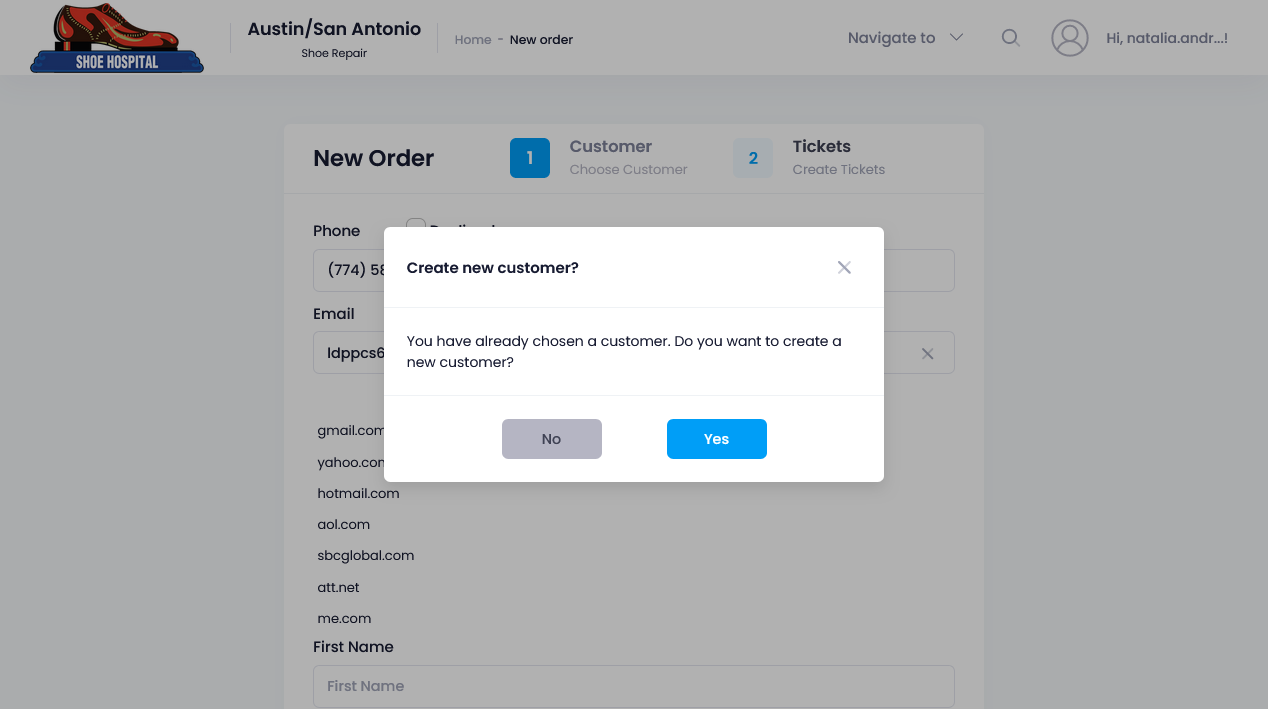 SHOE HOSPITAL
Austin/San Antonio
Shoe Repair
Home - New order
Navigate to
Hi, natalia.andr...!
New Order
1
Customer
Choose Customer
2
Tickets
Create Tickets
Phone
(774) 58
Email
ldppcs6
Create new customer?
You have already chosen a customer. Do you want to create a
new customer?
No
Yes
gmail.com
yahoo.com
hotmail.com
aol.com
sbcglobal.com
att.net
me.com
First Name
First Name